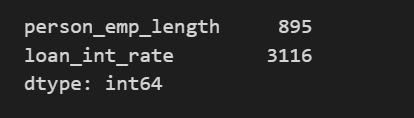 person_emp_length     895
loan_int_rate        3116
dtype: int64